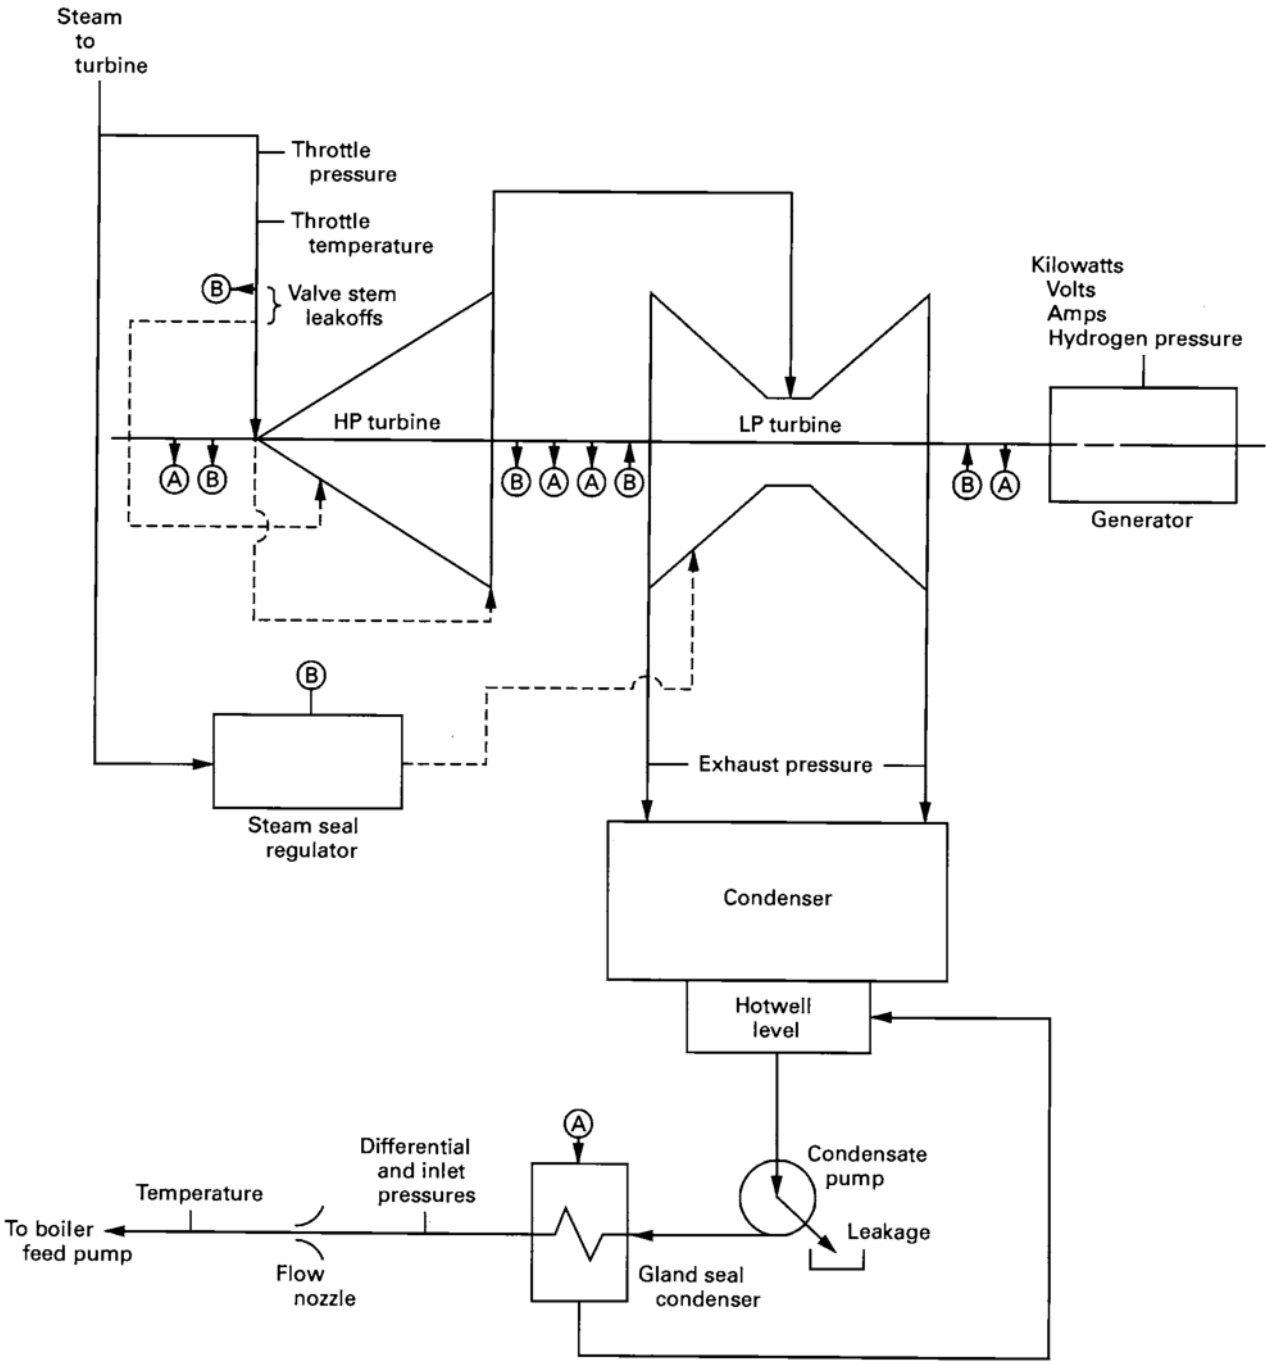 Steam
to
turbine
Throttle
pressure
Throttle
temperature
B
Valve stem
leakoffs
Kilowatts
Volts
Amps
Hydrogen pressure
HP turbine
LP turbine
A B
B A A B
B A
Generator
B
Steam seal
regulator
Exhaust pressure
Condenser
Hotwell
level
A
Condensate
pump
Differential
and inlet
pressures
Temperature
To boiler
feed pump
Leakage
Flow
nozzle
Gland seal
condenser